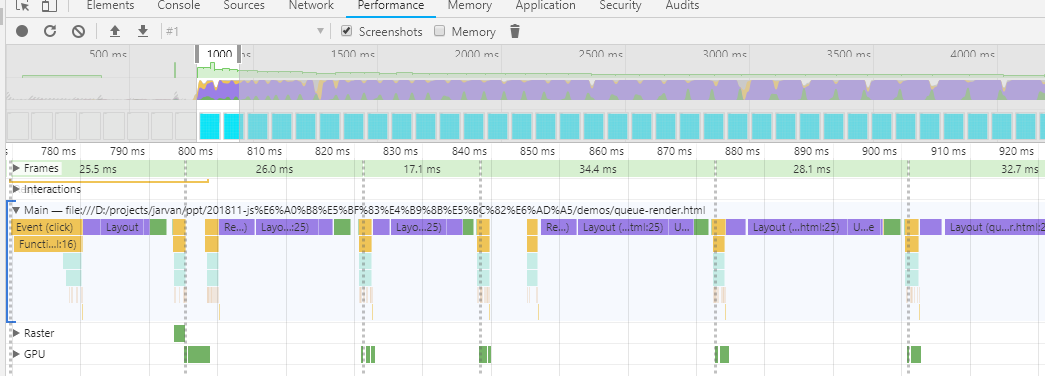 Elements Console Sources Network Performance Memory Application Security Audits
#1 Screenshots Memory
500 ms 1000 ms 1500 ms 2000 ms 2500 ms 3000 ms 3500 ms 4000 ms
s 780 ms 790 ms 800 ms 810 ms 820 ms 830 ms 840 ms 850 ms 860 ms 870 ms 880 ms 890 ms 900 ms 910 ms 920 ms
Frames 25.5 ms 26.0 ms 17.1 ms 34.4 ms 28.1 ms 32.7 ms
Interactions
Main — file:///D:/projects/jarvan/ppt/201811-js%E6%A0%B8%E5%BF%83%E4%B9%8B%E5%BC%82%E6%AD%A5/demos/queue-render.html
Event (click) Layout Re...) Layo...:25) Layo...25) Re...) Layout (...tml:25) U... Layout (...html:25) U...e Layout (qu...r.html:2
Functi...l:16)
Raster
GPU